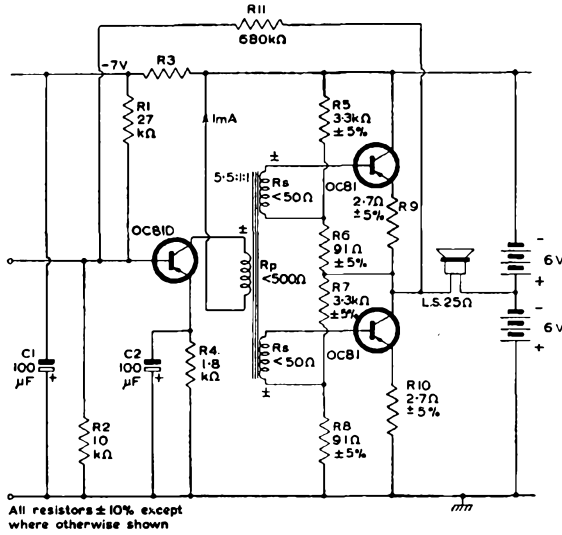 R11
680kΩ
-7V
R3
R1
27
kΩ
1mA
R5
3·3kΩ
±5%
±
5·5:1:1
Rs
<50Ω
OC81
2·7Ω
±5%
R9
OC81D
±
Rp
<500Ω
R6
91Ω
±5%
R7
3·3kΩ
±5%
-
6V
+
L.S.25Ω
-
6V
+
C1
100
μF
+
C2
100
μF
+
R4
1·8
kΩ
Rs
<50Ω
OC81
±
R10
2·7Ω
±5%
R2
10
kΩ
R8
91Ω
±5%
All resistors ±10% except
where otherwise shown